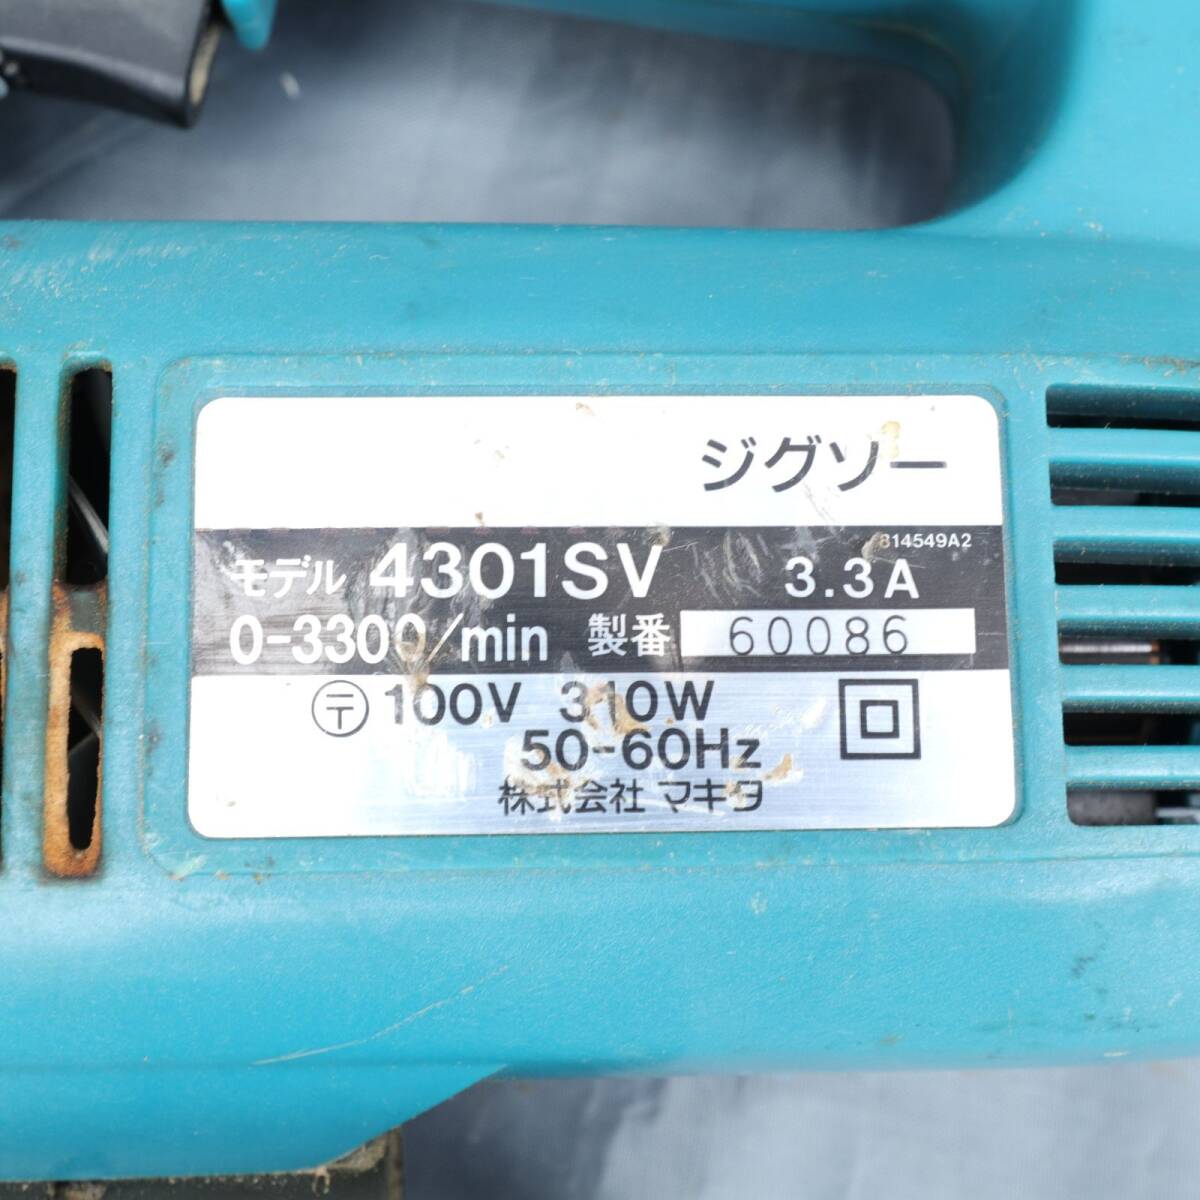 ジグソー
814549A2
モデル 4301SV 3.3A
0-3300/min 製番 60086
〶 100V 310W
50-60Hz
株式会社 マキタ